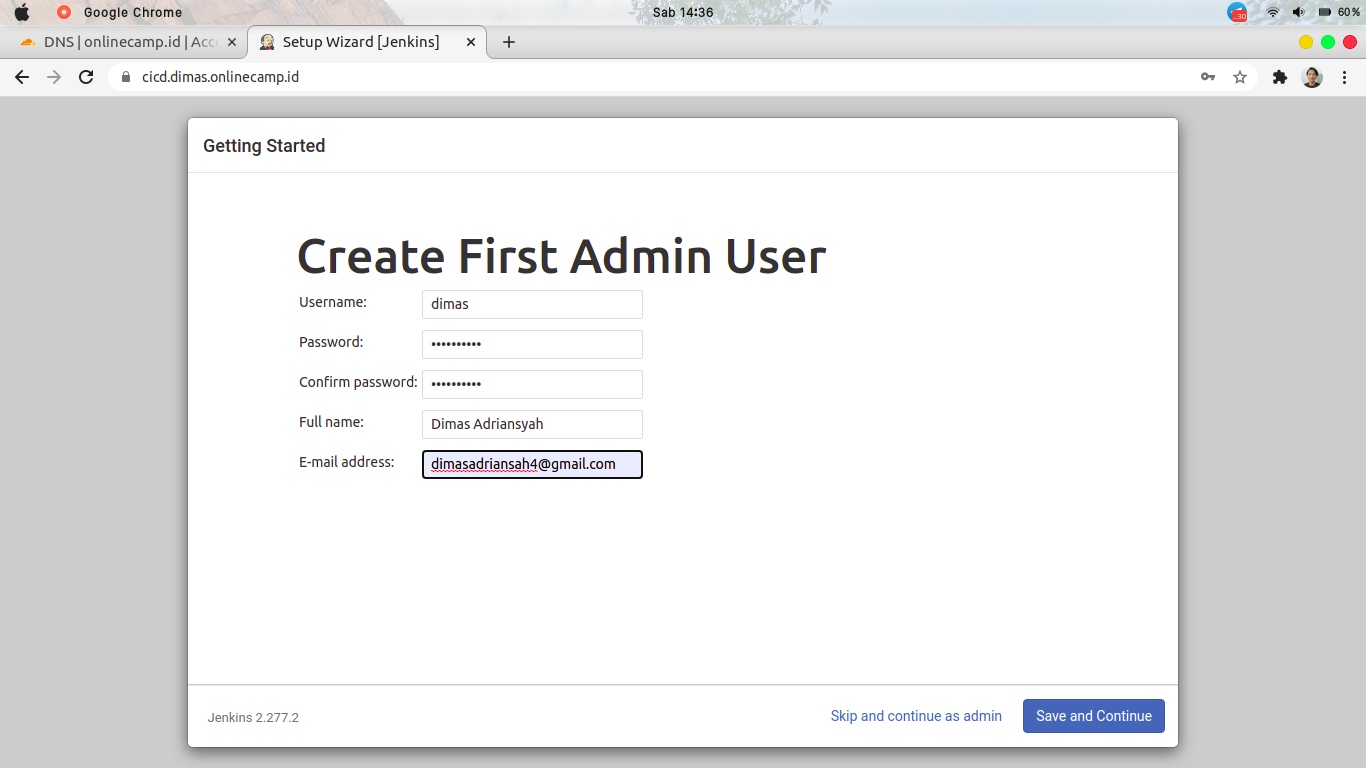 Google Chrome
Sab 14:36
30
60%
DNS | onlinecamp.id | Acc
Setup Wizard [Jenkins]
cicd.dimas.onlinecamp.id
Getting Started
Create First Admin User
Username: dimas
Password: ••••••••••
Confirm password: ••••••••••
Full name: Dimas Adriansyah
E-mail address: dimasadriansah4@gmail.com
Jenkins 2.277.2
Skip and continue as admin
Save and Continue